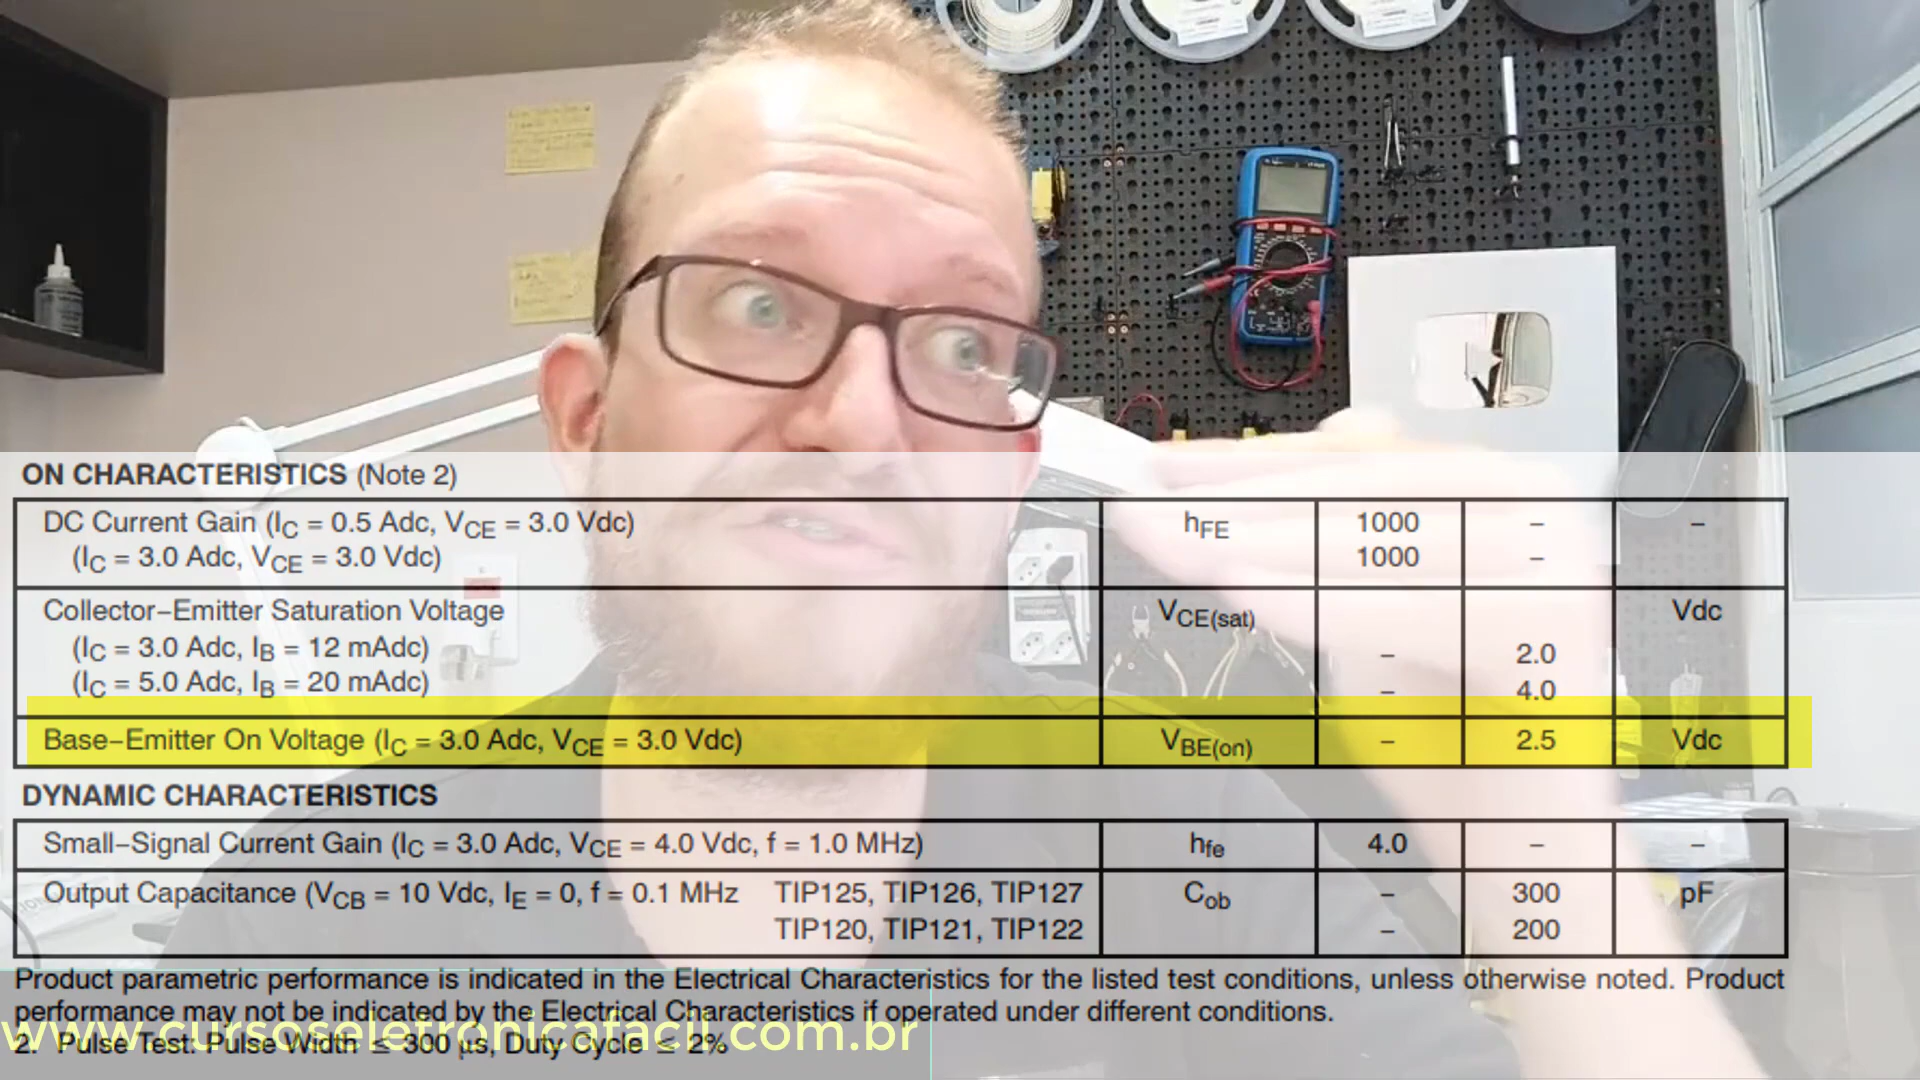 ON CHARACTERISTICS (Note 2)
DC Current Gain (IC = 0.5 Adc, VCE = 3.0 Vdc) hFE 1000 – –
(IC = 3.0 Adc, VCE = 3.0 Vdc) 1000 –
Collector–Emitter Saturation Voltage VCE(sat) Vdc
(IC = 3.0 Adc, IB = 12 mAdc) – 2.0
(IC = 5.0 Adc, IB = 20 mAdc) – 4.0
Base–Emitter On Voltage (IC = 3.0 Adc, VCE = 3.0 Vdc) VBE(on) – 2.5 Vdc
DYNAMIC CHARACTERISTICS
Small–Signal Current Gain (IC = 3.0 Adc, VCE = 4.0 Vdc, f = 1.0 MHz) hfe 4.0 – –
Output Capacitance (VCB = 10 Vdc, IE = 0, f = 0.1 MHz TIP125, TIP126, TIP127 Cob – 300 pF
TIP120, TIP121, TIP122 – 200
Product parametric performance is indicated in the Electrical Characteristics for the listed test conditions, unless otherwise noted. Product
performance may not be indicated by the Electrical Characteristics if operated under different conditions.
www.cursoseletronicafacil.com.br
2. Pulse Test: Pulse Width ≤ 300 µs, Duty Cycle ≤ 2%